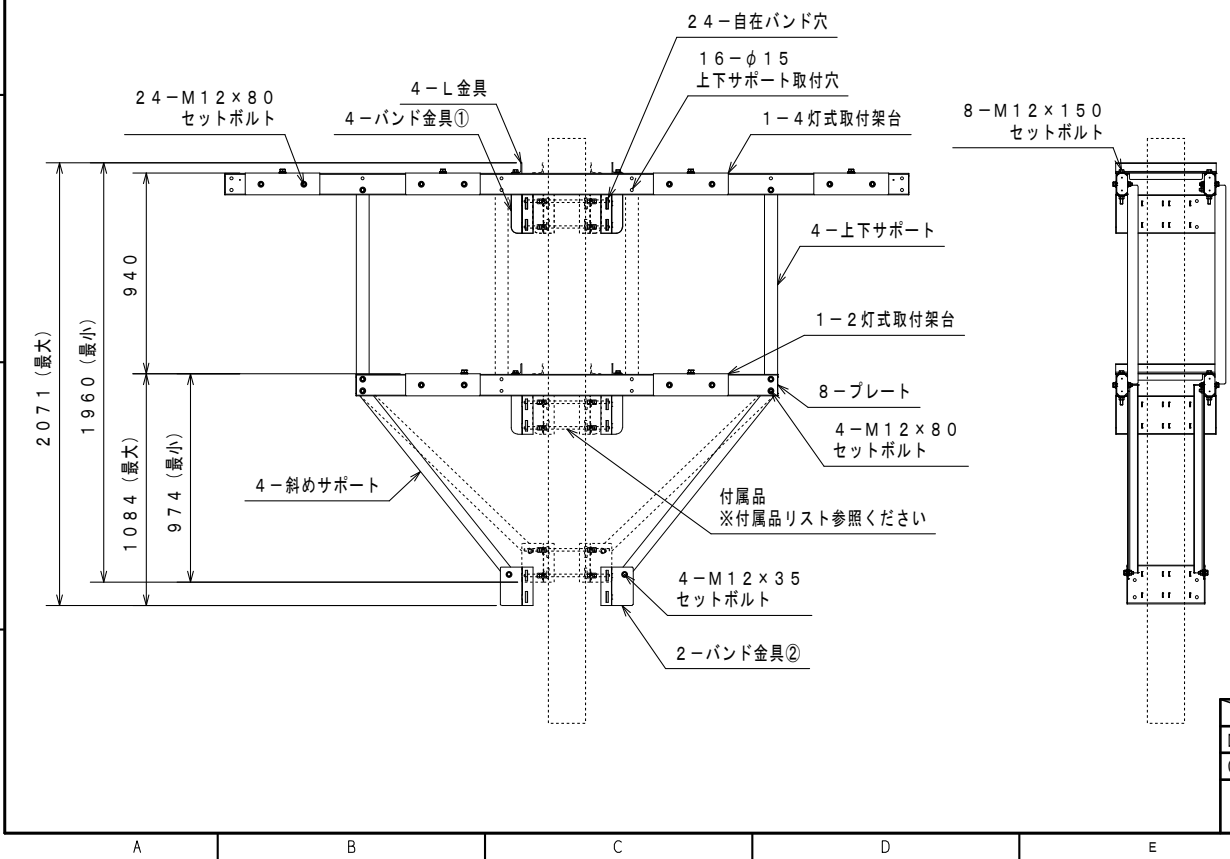 24-自在バンド穴
16-φ15
上下サポート取付穴
4-L金具
24-M12×80
セットボルト
4-バンド金具①
1-4灯式取付架台
8-M12×150
セットボルト
4-上下サポート
940
1960(最小)
2071(最大)
1-2灯式取付架台
8-プレート
4-M12×80
セットボルト
1084(最大)
974(最小)
4-斜めサポート
付属品
※付属品リスト参照ください
4-M12×35
セットボルト
2-バンド金具②
A B C D E